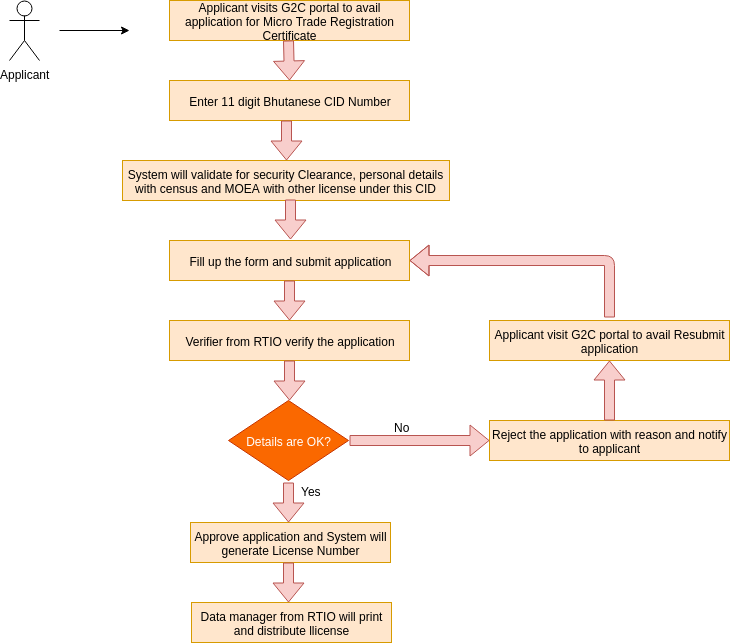 Applicant visits G2C portal to avail
application for Micro Trade Registration
Certificate
Applicant
Enter 11 digit Bhutanese CID Number
System will validate for security Clearance, personal details
with census and MOEA with other license under this CID
Fill up the form and submit application
Verifier from RTIO verify the application
Applicant visit G2C portal to avail Resubmit
application
Details are OK?
No
Reject the application with reason and notify
to applicant
Yes
Approve application and System will
generate License Number
Data manager from RTIO will print
and distribute llicense